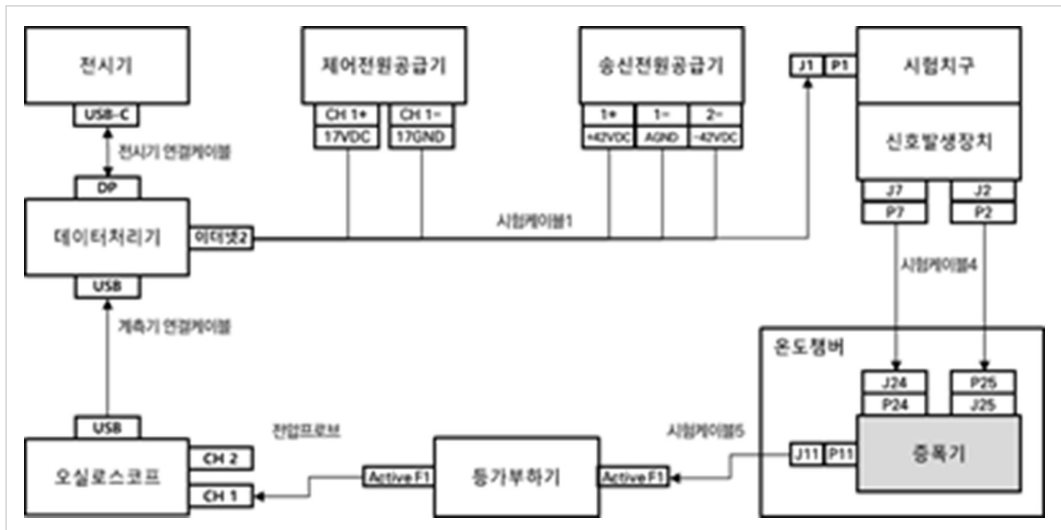 전시기
USB-C
전시기 연결케이블
DP
데이터처리기
이더넷2
USB
계측기 연결케이블
USB
오실로스코프
CH 2
CH 1
제어전원공급기
CH 1+
CH 1-
17VDC
17GND
송신전원공급기
1+
1-
2-
+42VDC
AGND
-42VDC
시험케이블1
J1
P1
시험치구
신호발생장치
J7
J2
P7
P2
시험케이블4
온도챔버
J24
P25
P24
J25
J11
P11
증폭기
시험케이블5
전압프로브
Active F1
등가부하기
Active F1